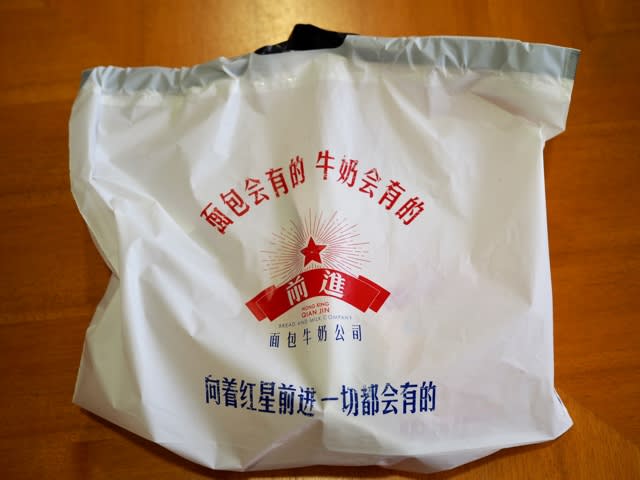 面包会有的 牛奶会有的
前進
HONG XING
QIAN JIN
BREAD AND MILK COMPANY
面包牛奶公司
向着红星前进 一切都会有的